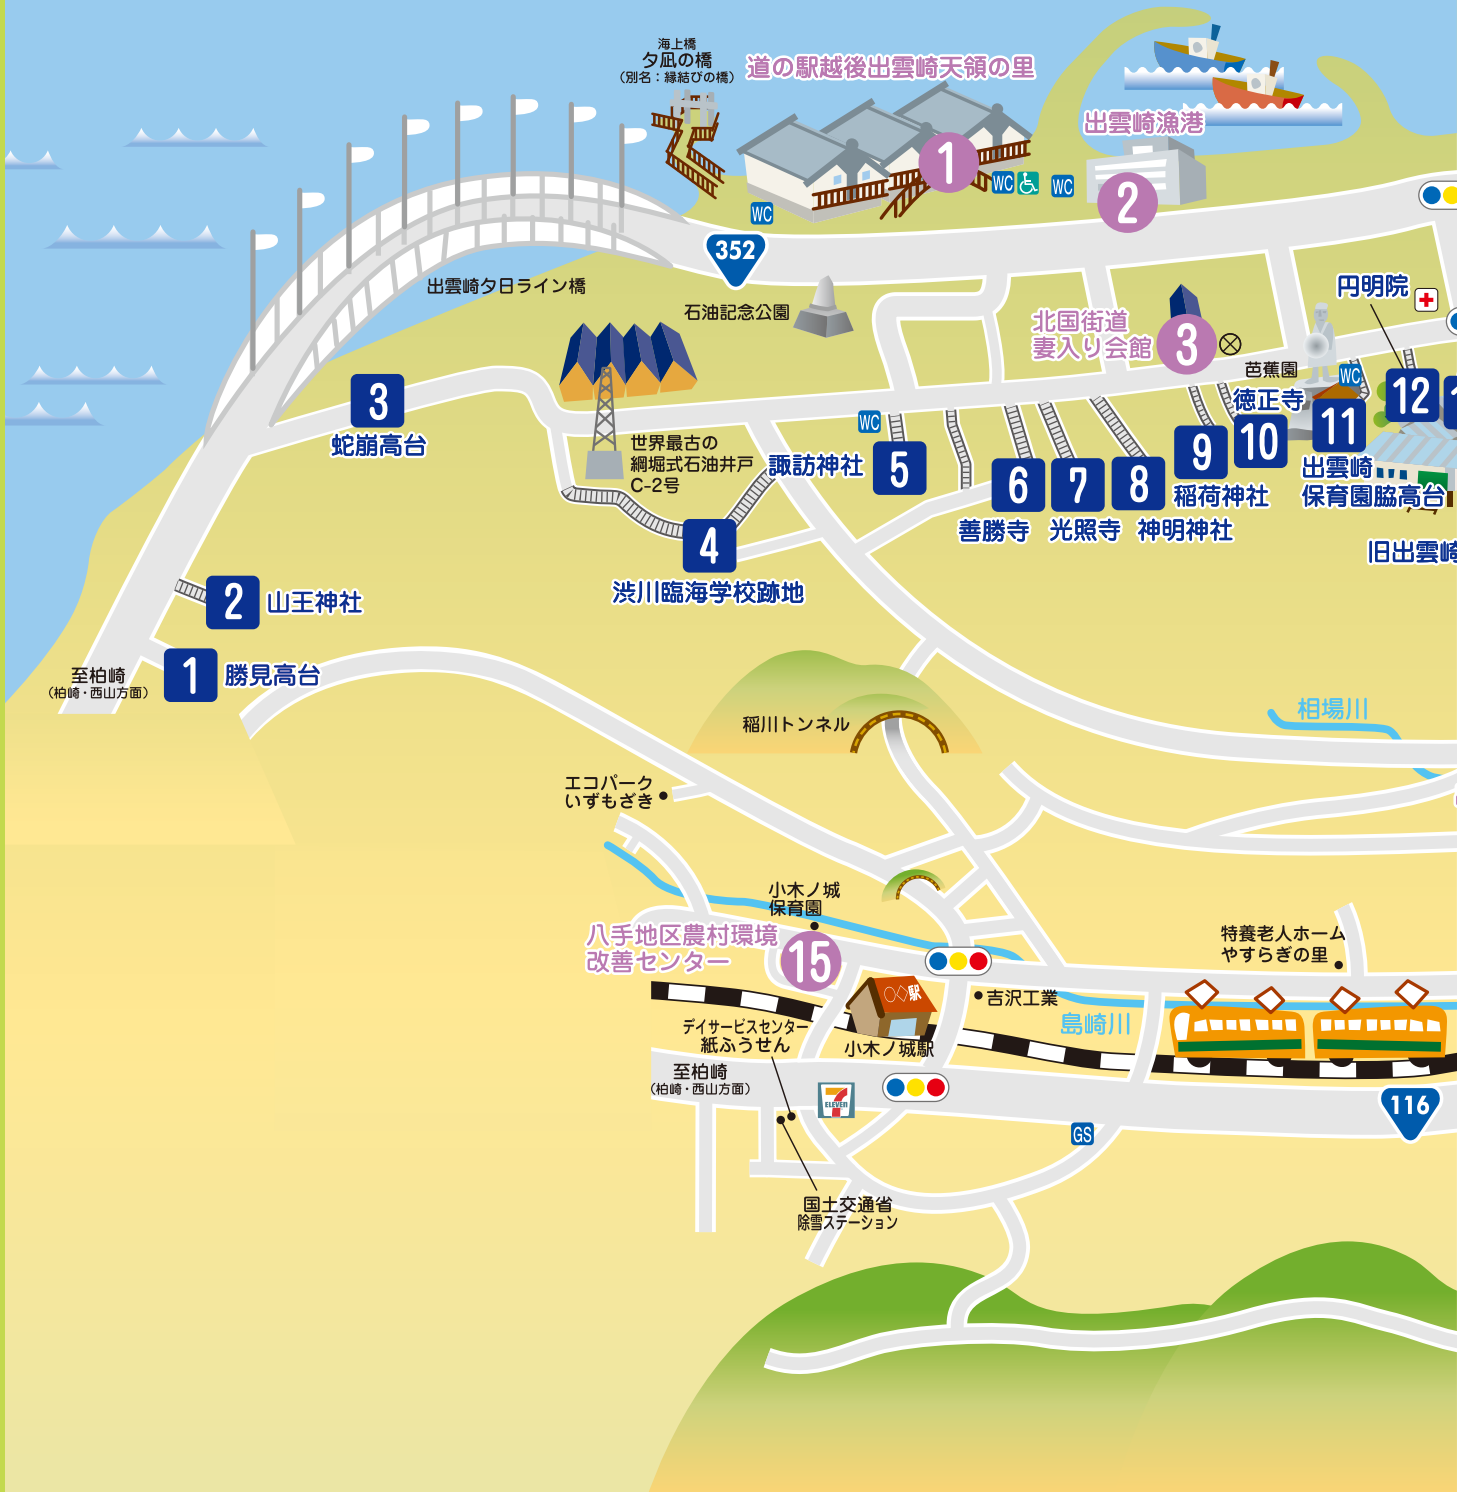 海上橋
夕凪の橋
（別名：縁結びの橋）
道の駅越後出雲崎天領の里
1
WC
WC
WC
出雲崎漁港
2
352
出雲崎夕日ライン橋
石油記念公園
北国街道
妻入り会館
3
円明院
芭蕉園
WC
徳正寺
12
11
10
9
3
蛇崩高台
世界最古の
綱堀式石油井戸
C-2号
WC
諏訪神社
5
6
7
8
稲荷神社
出雲崎
保育園脇高台
善勝寺
光照寺
神明神社
旧出雲崎
4
渋川臨海学校跡地
2
山王神社
1
勝見高台
至柏崎
（柏崎・西山方面）
稲川トンネル
相場川
エコパーク
いずもざき
小木ノ城
保育園
八手地区農村環境
改善センター
15
特養老人ホーム
やすらぎの里
○◇駅
吉沢工業
島崎川
デイサービスセンター
紙ふうせん
小木ノ城駅
至柏崎
（柏崎・西山方面）
7
ELEVEN
116
GS
国土交通省
除雪ステーション